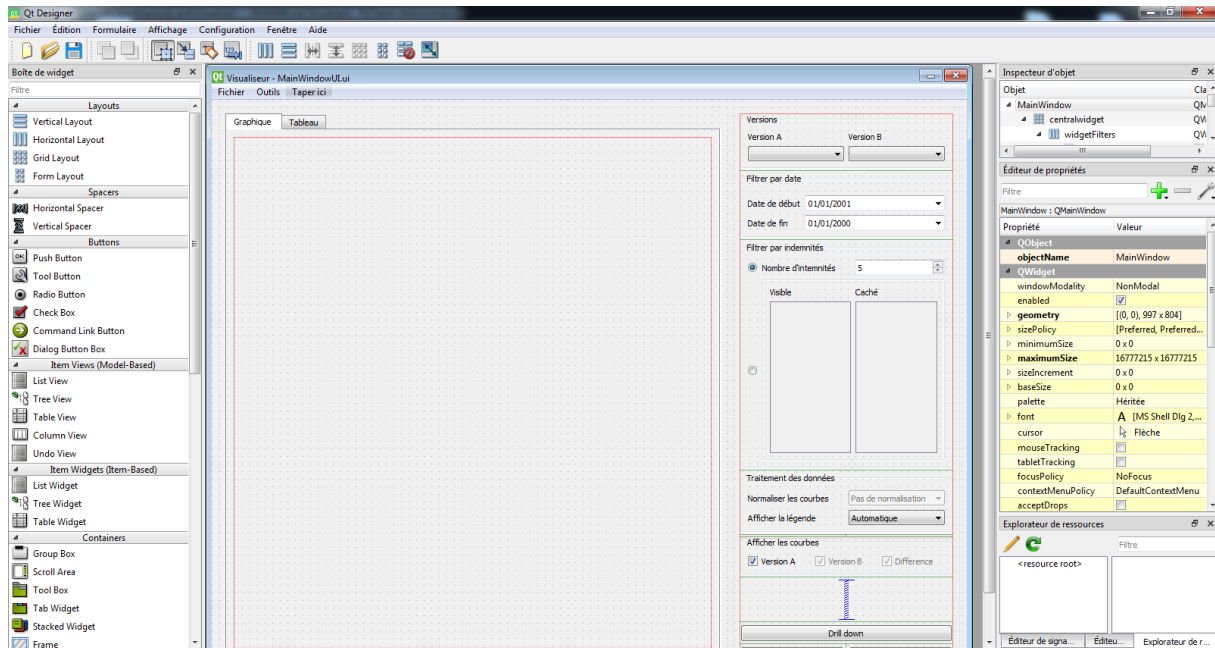 Qt Designer
Fichier Édition Formulaire Affichage Configuration Fenêtre Aide
Boîte de widget
Filtre
Layouts
Vertical Layout
Horizontal Layout
Grid Layout
Form Layout
Spacers
Horizontal Spacer
Vertical Spacer
Buttons
Push Button
Tool Button
Radio Button
Check Box
Command Link Button
Dialog Button Box
Item Views (Model-Based)
List View
Tree View
Table View
Column View
Undo View
Item Widgets (Item-Based)
List Widget
Tree Widget
Table Widget
Containers
Group Box
Scroll Area
Tool Box
Tab Widget
Stacked Widget
Frame
Visualiseur - MainWindowUI.ui
Fichier Outils Taper ici
Graphique Tableau
Versions
Version A Version B
Filtrer par date
Date de début 01/01/2001
Date de fin 01/01/2000
Filtrer par indemnités
Nombre d'intemnités 5
Visible Caché
Traitement des données
Normaliser les courbes Pas de normalisation
Afficher la légende Automatique
Afficher les courbes
Version A Version B Difference
Drill down
Inspecteur d'objet
Objet Cla
MainWindow QM
centralwidget QW
widgetFilters QW
Éditeur de propriétés
Filtre
MainWindow : QMainWindow
Propriété Valeur
QObject
objectName MainWindow
QWidget
windowModality NonModal
enabled
geometry [(0, 0), 997 x 804]
sizePolicy [Preferred, Preferred...
minimumSize 0 x 0
maximumSize 16777215 x 16777215
sizeIncrement 0 x 0
baseSize 0 x 0
palette Héritée
font A [MS Shell Dlg 2,...
cursor Flèche
mouseTracking
tabletTracking
focusPolicy NoFocus
contextMenuPolicy DefaultContextMenu
acceptDrops
Explorateur de ressources
Filtre
<resource root>
Éditeur de signa... Éditeu... Explorateur de r...